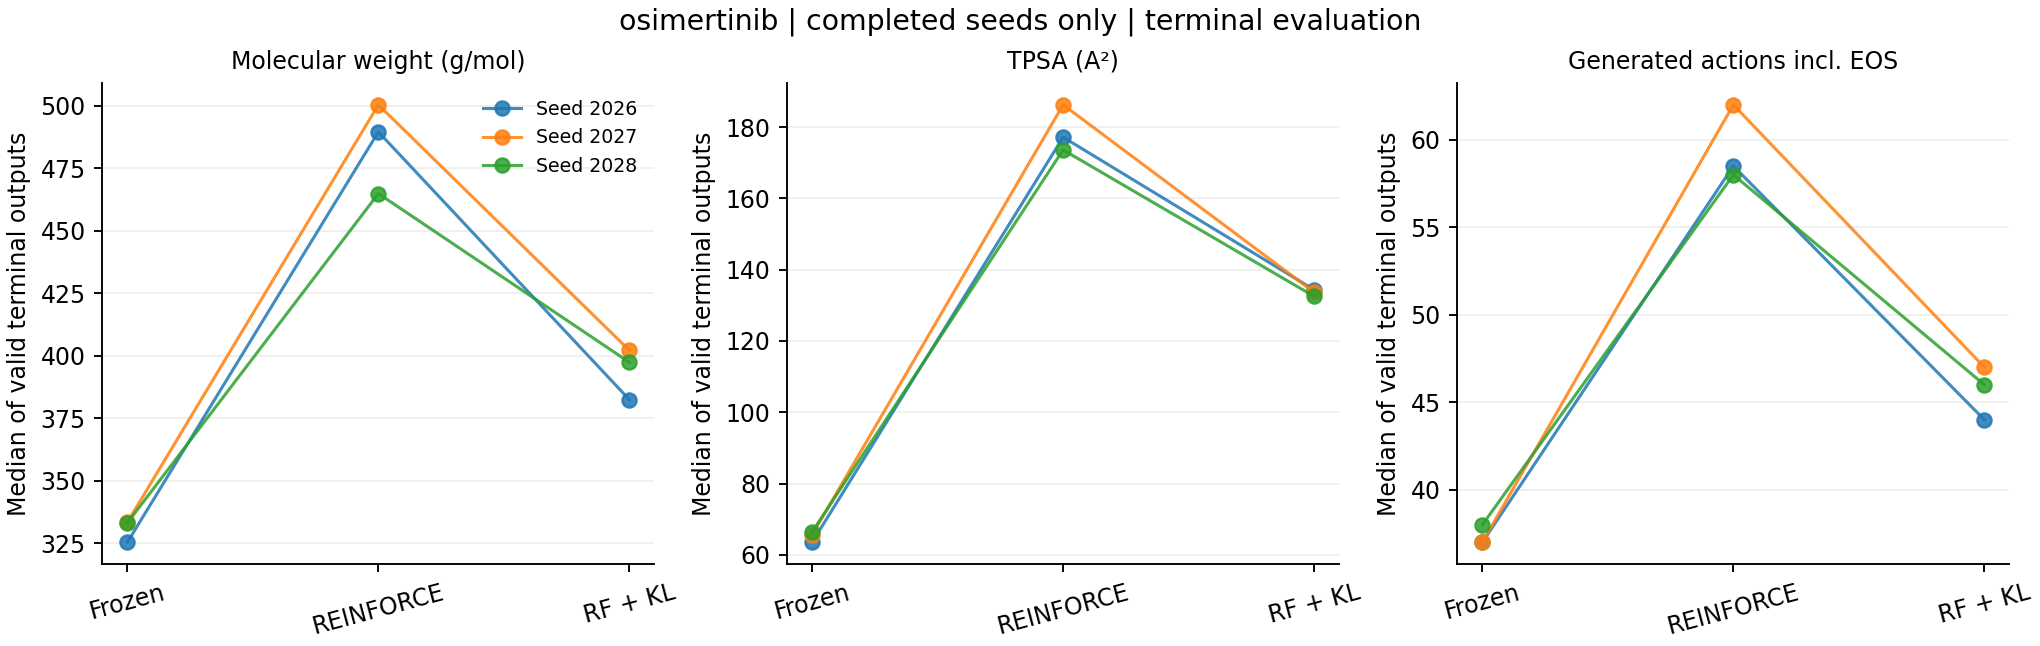 osimertinib | completed seeds only | terminal evaluation
Molecular weight (g/mol)
Median of valid terminal outputs
500
475
450
425
400
375
350
325
Seed 2026
Seed 2027
Seed 2028
Frozen
REINFORCE
RF + KL
TPSA (A²)
Median of valid terminal outputs
180
160
140
120
100
80
60
Frozen
REINFORCE
RF + KL
Generated actions incl. EOS
Median of valid terminal outputs
60
55
50
45
40
Frozen
REINFORCE
RF + KL